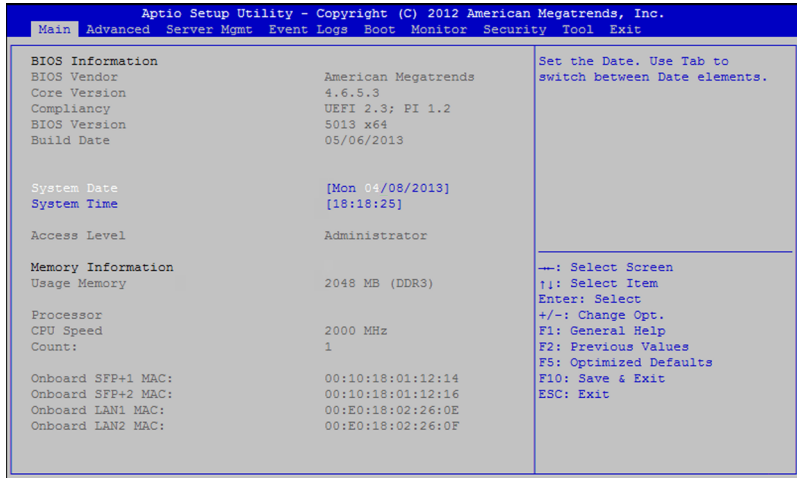 Aptio Setup Utility - Copyright (C) 2012 American Megatrends, Inc.
Main Advanced Server Mgmt Event Logs Boot Monitor Security Tool Exit
BIOS Information
BIOS Vendor American Megatrends
Core Version 4.6.5.3
Compliancy UEFI 2.3; PI 1.2
BIOS Version 5013 x64
Build Date 05/06/2013
System Date [Mon 04/08/2013]
System Time [18:18:25]
Access Level Administrator
Memory Information
Usage Memory 2048 MB (DDR3)
Processor
CPU Speed 2000 MHz
Count: 1
Onboard SFP+1 MAC: 00:10:18:01:12:14
Onboard SFP+2 MAC: 00:10:18:01:12:16
Onboard LAN1 MAC: 00:E0:18:02:26:0E
Onboard LAN2 MAC: 00:E0:18:02:26:0F
Set the Date. Use Tab to
switch between Date elements.
→←: Select Screen
↑↓: Select Item
Enter: Select
+/-: Change Opt.
F1: General Help
F2: Previous Values
F5: Optimized Defaults
F10: Save & Exit
ESC: Exit